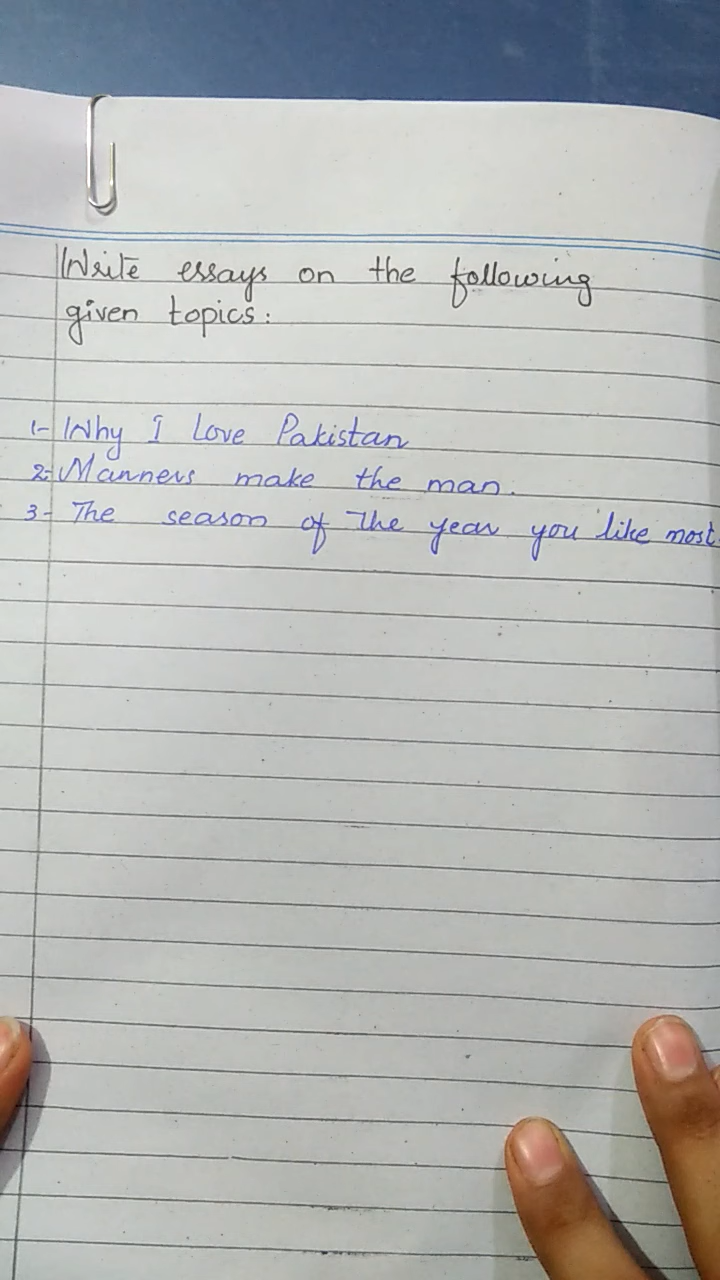 Write essays on the following
given topics:
1- Why I Love Pakistan
2- Manners make the man.
3- The season of The year you like most.